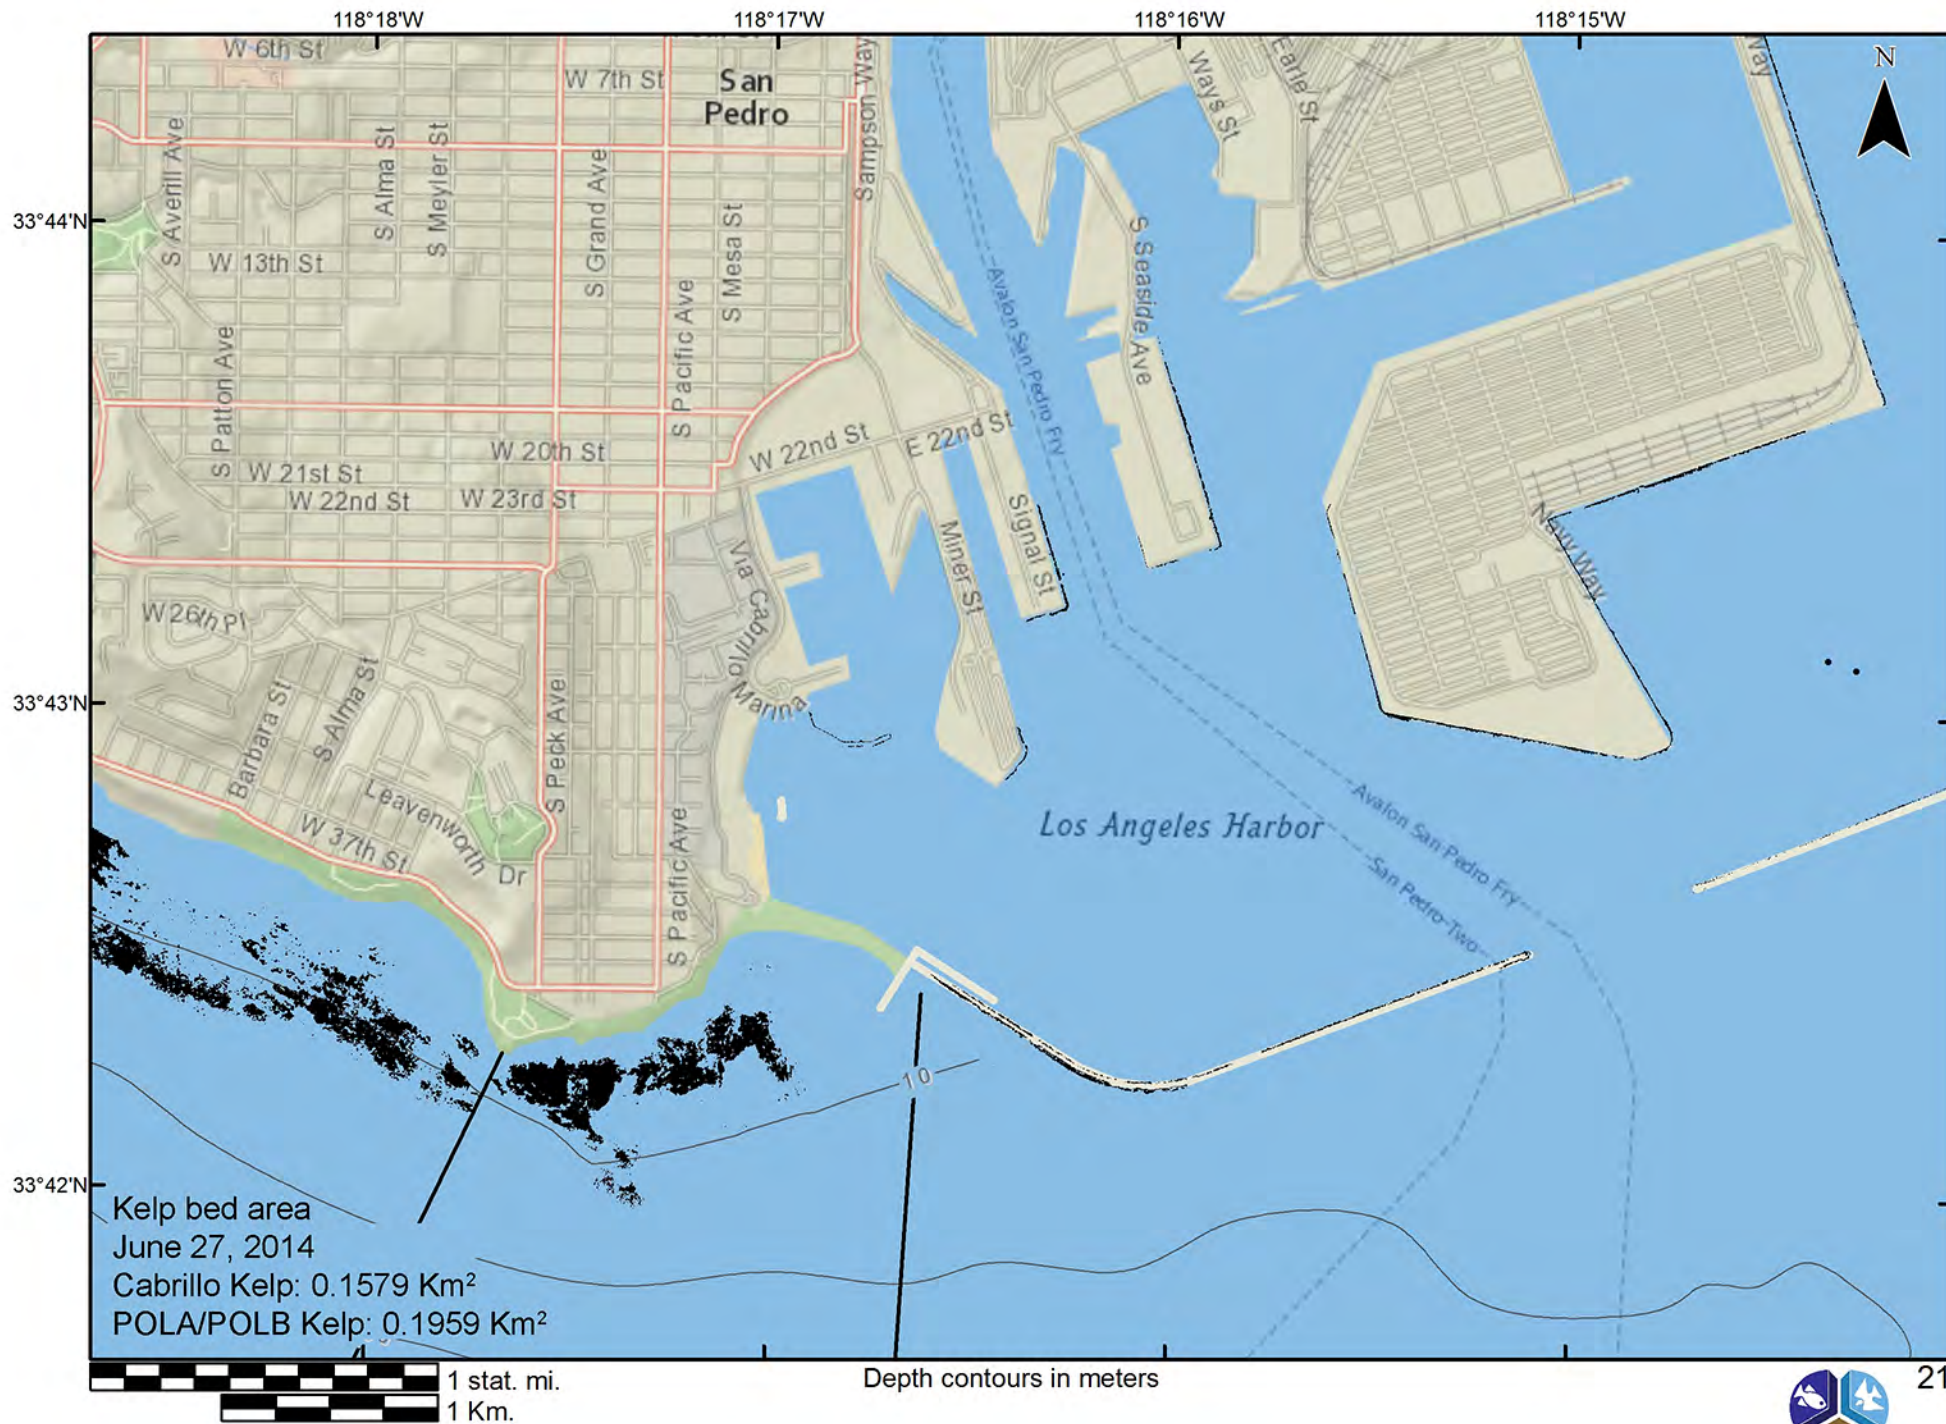 118°18'W
118°17'W
118°16'W
118°15'W
W 6th St
W 7th St
San
Pedro
Sampson Way
Ways St
Earle St
Way
N
S Averill Ave
S Alma St
S Meyler St
S Grand Ave
S Mesa St
33°44'N
W 13th St
S Seaside Ave
Avalon San Pedro Fry
S Patton Ave
S Pacific Ave
W 20th St
W 21st St
W 22nd St
W 23rd St
W 22nd St
E 22nd St
Signal St
Miner St
Navy Way
Via Cabrillo Marina
W 26th Pl
33°43'N
Barbara St
S Alma St
S Peck Ave
Leavenworth Dr
W 37th St
S Pacific Ave
Los Angeles Harbor
Avalon San Pedro Fry
San Pedro-Two
10
33°42'N
Kelp bed area
June 27, 2014
Cabrillo Kelp: 0.1579 Km²
POLA/POLB Kelp: 0.1959 Km²
1 stat. mi.
1 Km.
Depth contours in meters
21